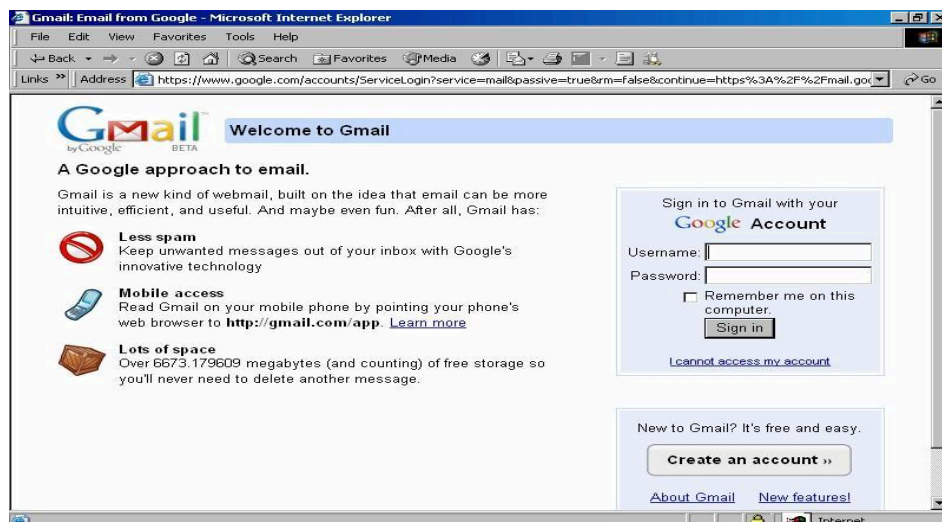 Gmail: Email from Google - Microsoft Internet Explorer
File Edit View Favorites Tools Help
Back Search Favorites Media
Links » Address https://www.google.com/accounts/ServiceLogin?service=mail&passive=true&rm=false&continue=https%3A%2F%2Fmail.goo Go
Gmail
by Google BETA
Welcome to Gmail
A Google approach to email.
Gmail is a new kind of webmail, built on the idea that email can be more
intuitive, efficient, and useful. And maybe even fun. After all, Gmail has:
Less spam
Keep unwanted messages out of your inbox with Google's
innovative technology
Mobile access
Read Gmail on your mobile phone by pointing your phone's
web browser to http://gmail.com/app. Learn more
Lots of space
Over 6673.179609 megabytes (and counting) of free storage so
you'll never need to delete another message.
Sign in to Gmail with your
Google Account
Username:
Password:
Remember me on this
computer.
Sign in
I cannot access my account
New to Gmail? It's free and easy.
Create an account »
About Gmail New features!
Internet